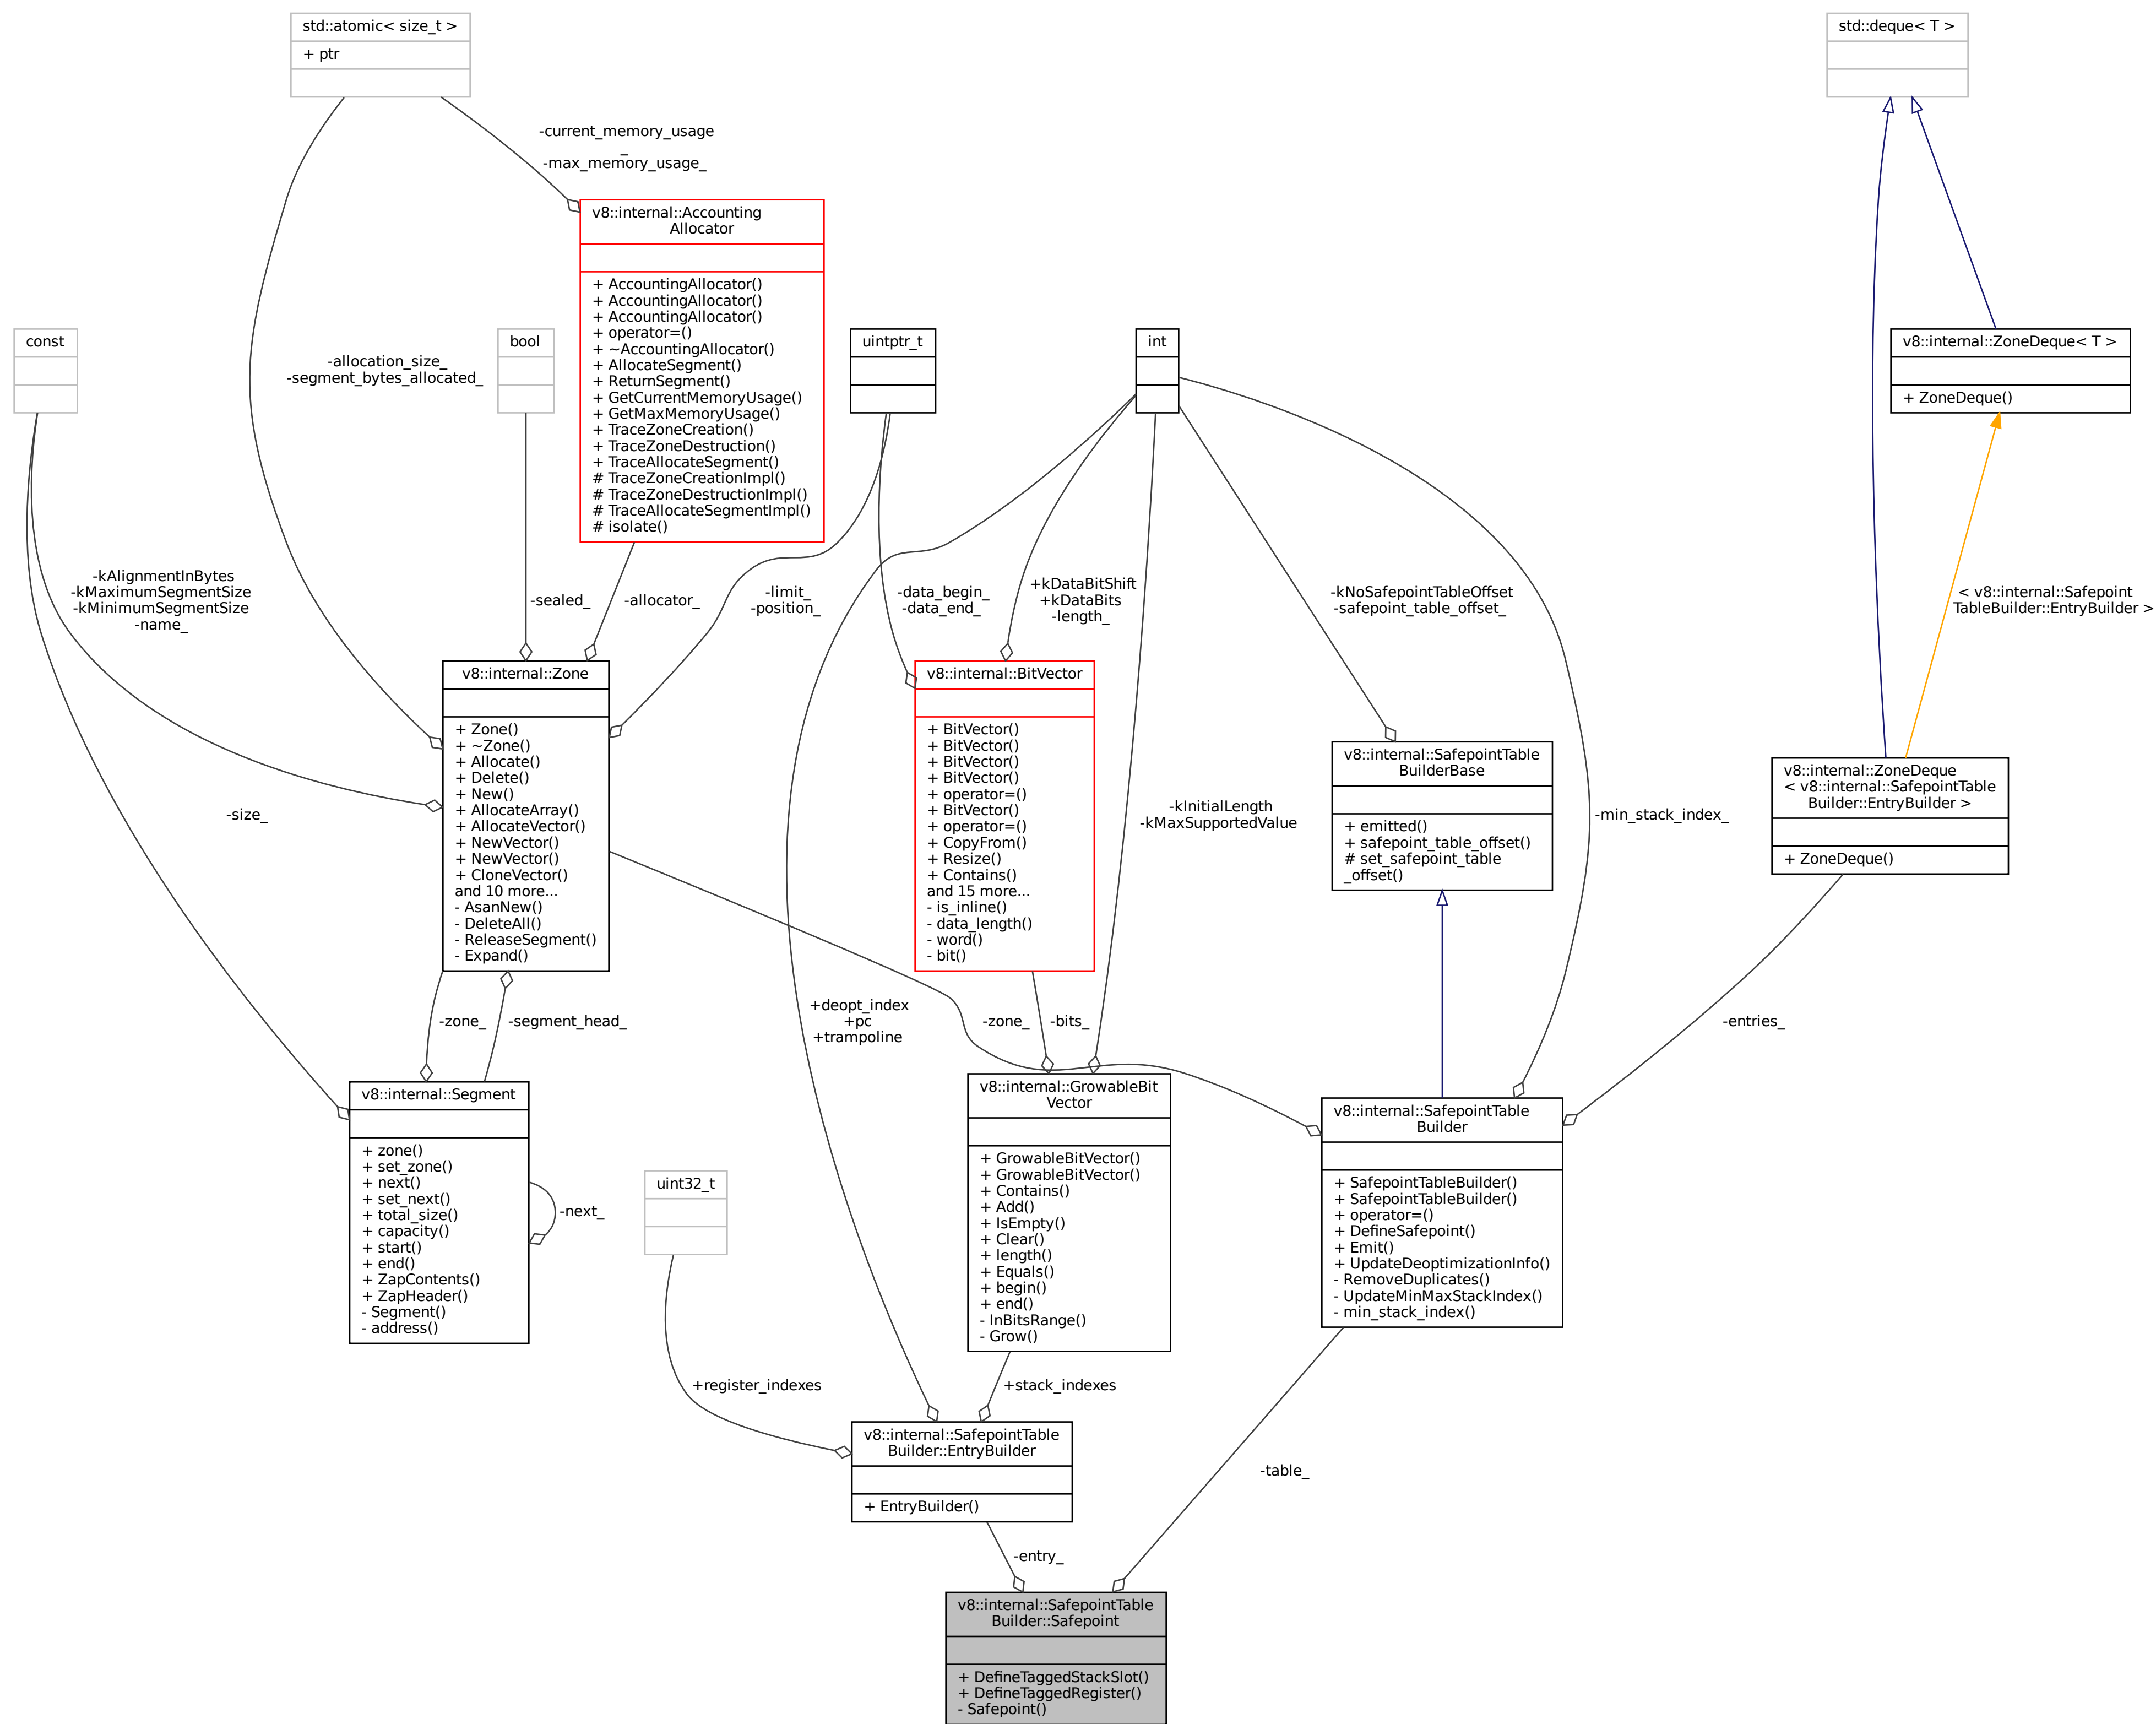 std::atomic< size_t >
+ ptr
std::deque< T >
-current_memory_usage
_
-max_memory_usage_
v8::internal::Accounting
Allocator
+ AccountingAllocator()
+ AccountingAllocator()
+ AccountingAllocator()
+ operator=()
+ ~AccountingAllocator()
+ AllocateSegment()
+ ReturnSegment()
+ GetCurrentMemoryUsage()
+ GetMaxMemoryUsage()
+ TraceZoneCreation()
+ TraceZoneDestruction()
+ TraceAllocateSegment()
# TraceZoneCreationImpl()
# TraceZoneDestructionImpl()
# TraceAllocateSegmentImpl()
# isolate()
const
-allocation_size_
-segment_bytes_allocated_
bool
uintptr_t
int
v8::internal::ZoneDeque< T >
+ ZoneDeque()
-kAlignmentInBytes
-kMaximumSegmentSize
-kMinimumSegmentSize
-name_
-sealed_
-allocator_
-limit_
-position_
-data_begin_
-data_end_
+kDataBitShift
+kDataBits
-length_
-kNoSafepointTableOffset
-safepoint_table_offset_
< v8::internal::Safepoint
TableBuilder::EntryBuilder >
v8::internal::Zone
+ Zone()
+ ~Zone()
+ Allocate()
+ Delete()
+ New()
+ AllocateArray()
+ AllocateVector()
+ NewVector()
+ NewVector()
+ CloneVector()
and 10 more...
- AsanNew()
- DeleteAll()
- ReleaseSegment()
- Expand()
v8::internal::BitVector
+ BitVector()
+ BitVector()
+ BitVector()
+ BitVector()
+ operator=()
+ BitVector()
+ operator=()
+ CopyFrom()
+ Resize()
+ Contains()
and 15 more...
- is_inline()
- data_length()
- word()
- bit()
v8::internal::SafepointTable
BuilderBase
+ emitted()
+ safepoint_table_offset()
# set_safepoint_table
_offset()
v8::internal::ZoneDeque
< v8::internal::SafepointTable
Builder::EntryBuilder >
+ ZoneDeque()
-size_
-kInitialLength
-kMaxSupportedValue
-min_stack_index_
-zone_
-segment_head_
+deopt_index
+pc
+trampoline
-zone_
-bits_
-entries_
v8::internal::Segment
+ zone()
+ set_zone()
+ next()
+ set_next()
+ total_size()
+ capacity()
+ start()
+ end()
+ ZapContents()
+ ZapHeader()
- Segment()
- address()
-next_
uint32_t
v8::internal::GrowableBit
Vector
+ GrowableBitVector()
+ GrowableBitVector()
+ Contains()
+ Add()
+ IsEmpty()
+ Clear()
+ length()
+ Equals()
+ begin()
+ end()
- InBitsRange()
- Grow()
v8::internal::SafepointTable
Builder
+ SafepointTableBuilder()
+ SafepointTableBuilder()
+ operator=()
+ DefineSafepoint()
+ Emit()
+ UpdateDeoptimizationInfo()
- RemoveDuplicates()
- UpdateMinMaxStackIndex()
- min_stack_index()
+register_indexes
+stack_indexes
v8::internal::SafepointTable
Builder::EntryBuilder
+ EntryBuilder()
-table_
-entry_
v8::internal::SafepointTable
Builder::Safepoint
+ DefineTaggedStackSlot()
+ DefineTaggedRegister()
- Safepoint()